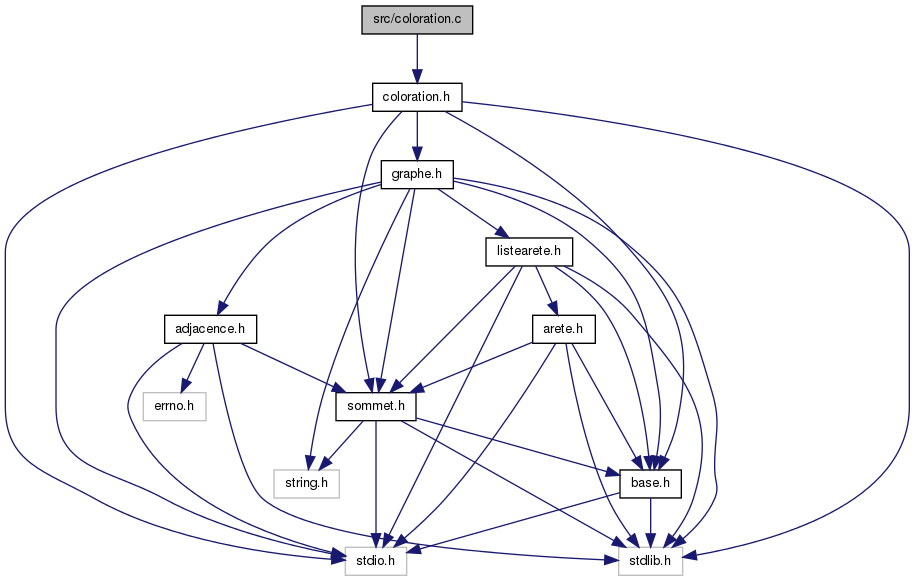 src/coloration.c
coloration.h
graphe.h
listearete.h
adjacence.h
arete.h
errno.h
sommet.h
string.h
base.h
stdio.h
stdlib.h